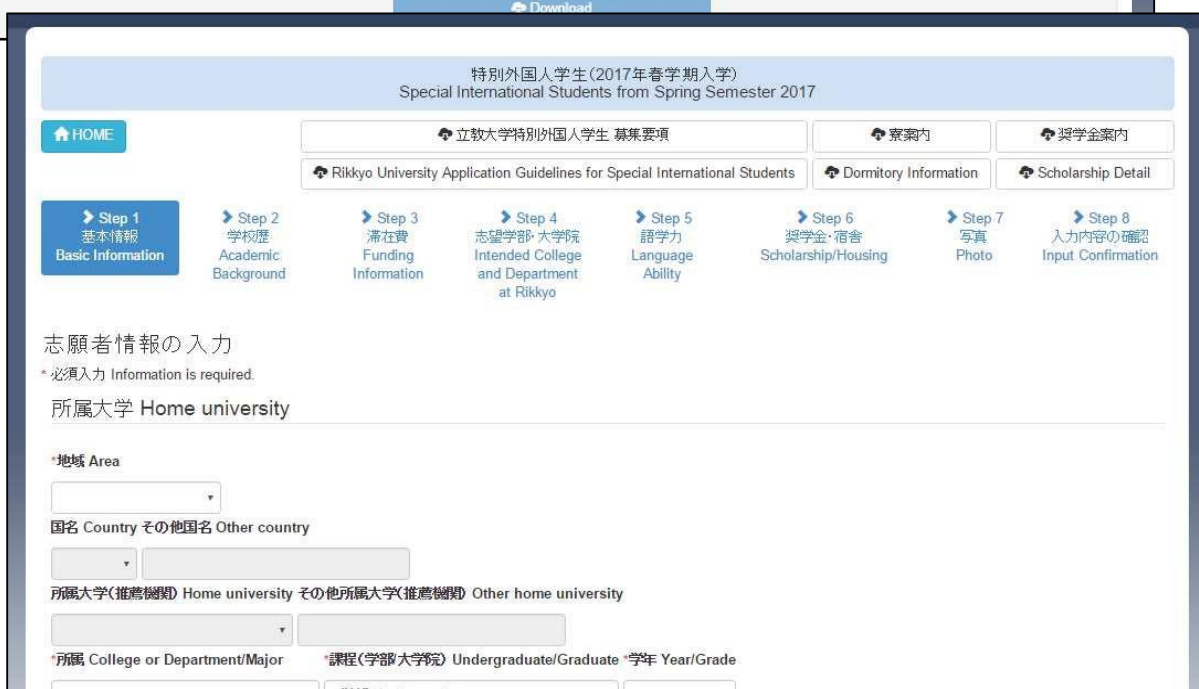 Download
特別外国人学生(2017年春学期入学)
Special International Students from Spring Semester 2017
HOME
立教大学特別外国人学生 募集要項
寮案内
奨学金案内
Rikkyo University Application Guidelines for Special International Students
Dormitory Information
Scholarship Detail
Step 1
基本情報
Basic Information
Step 2
学校歴
Academic
Background
Step 3
滞在費
Funding
Information
Step 4
志望学部・大学院
Intended College
and Department
at Rikkyo
Step 5
語学力
Language
Ability
Step 6
奨学金・宿舎
Scholarship/Housing
Step 7
写真
Photo
Step 8
入力内容の確認
Input Confirmation
志願者情報の入力
* 必須入力 Information is required.
所属大学 Home university
*地域 Area
国名 Country その他国名 Other country
所属大学(推薦機関) Home university その他所属大学(推薦機関) Other home university
*所属 College or Department/Major *課程(学部/大学院) Undergraduate/Graduate *学年 Year/Grade